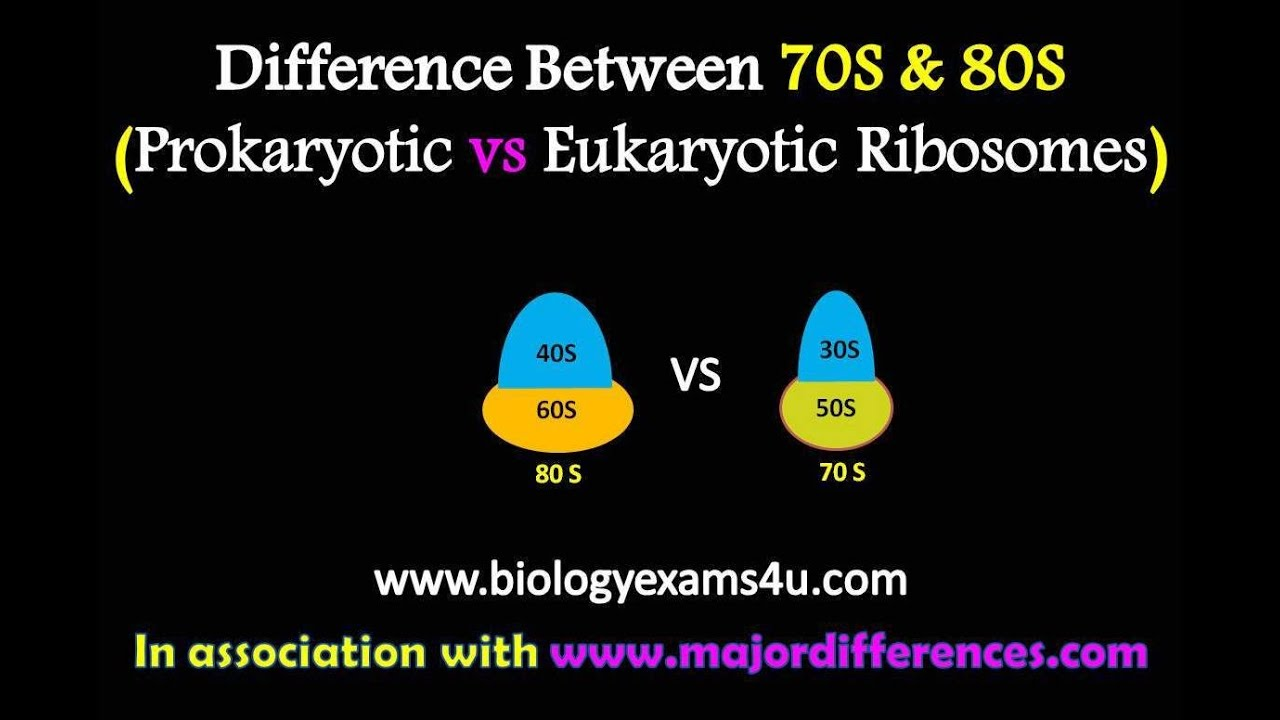 Difference Between 70S & 80S
(Prokaryotic vs Eukaryotic Ribosomes)
40S
60S
80 S
VS
30S
50S
70 S
www.biologyexams4u.com
In association with www.majordifferences.com